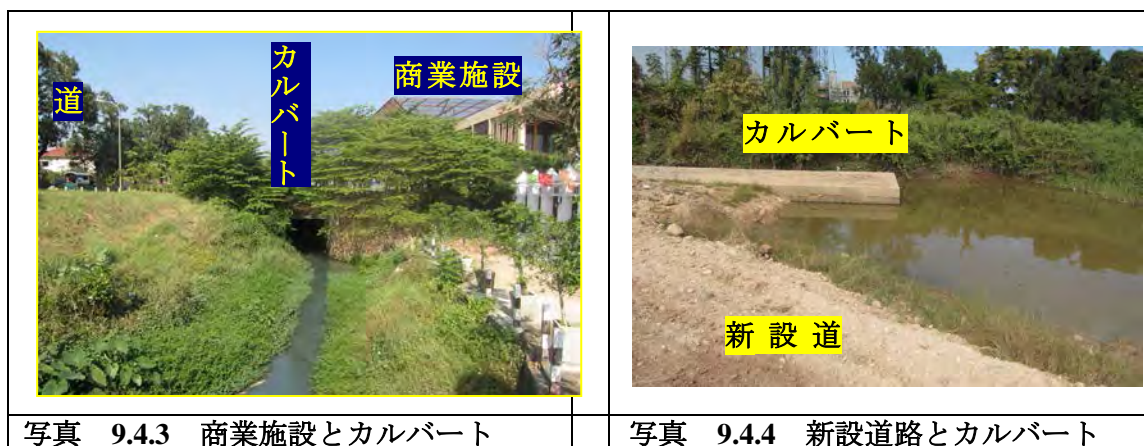 道
カルバート
商業施設
写真 9.4.3 商業施設とカルバート
カルバート
新 設 道
写真 9.4.4 新設道路とカルバート